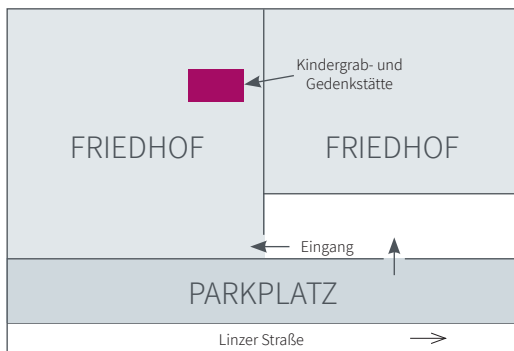 Kindergrab- und
Gedenkstätte
FRIEDHOF
FRIEDHOF
Eingang
PARKPLATZ
Linzer Straße